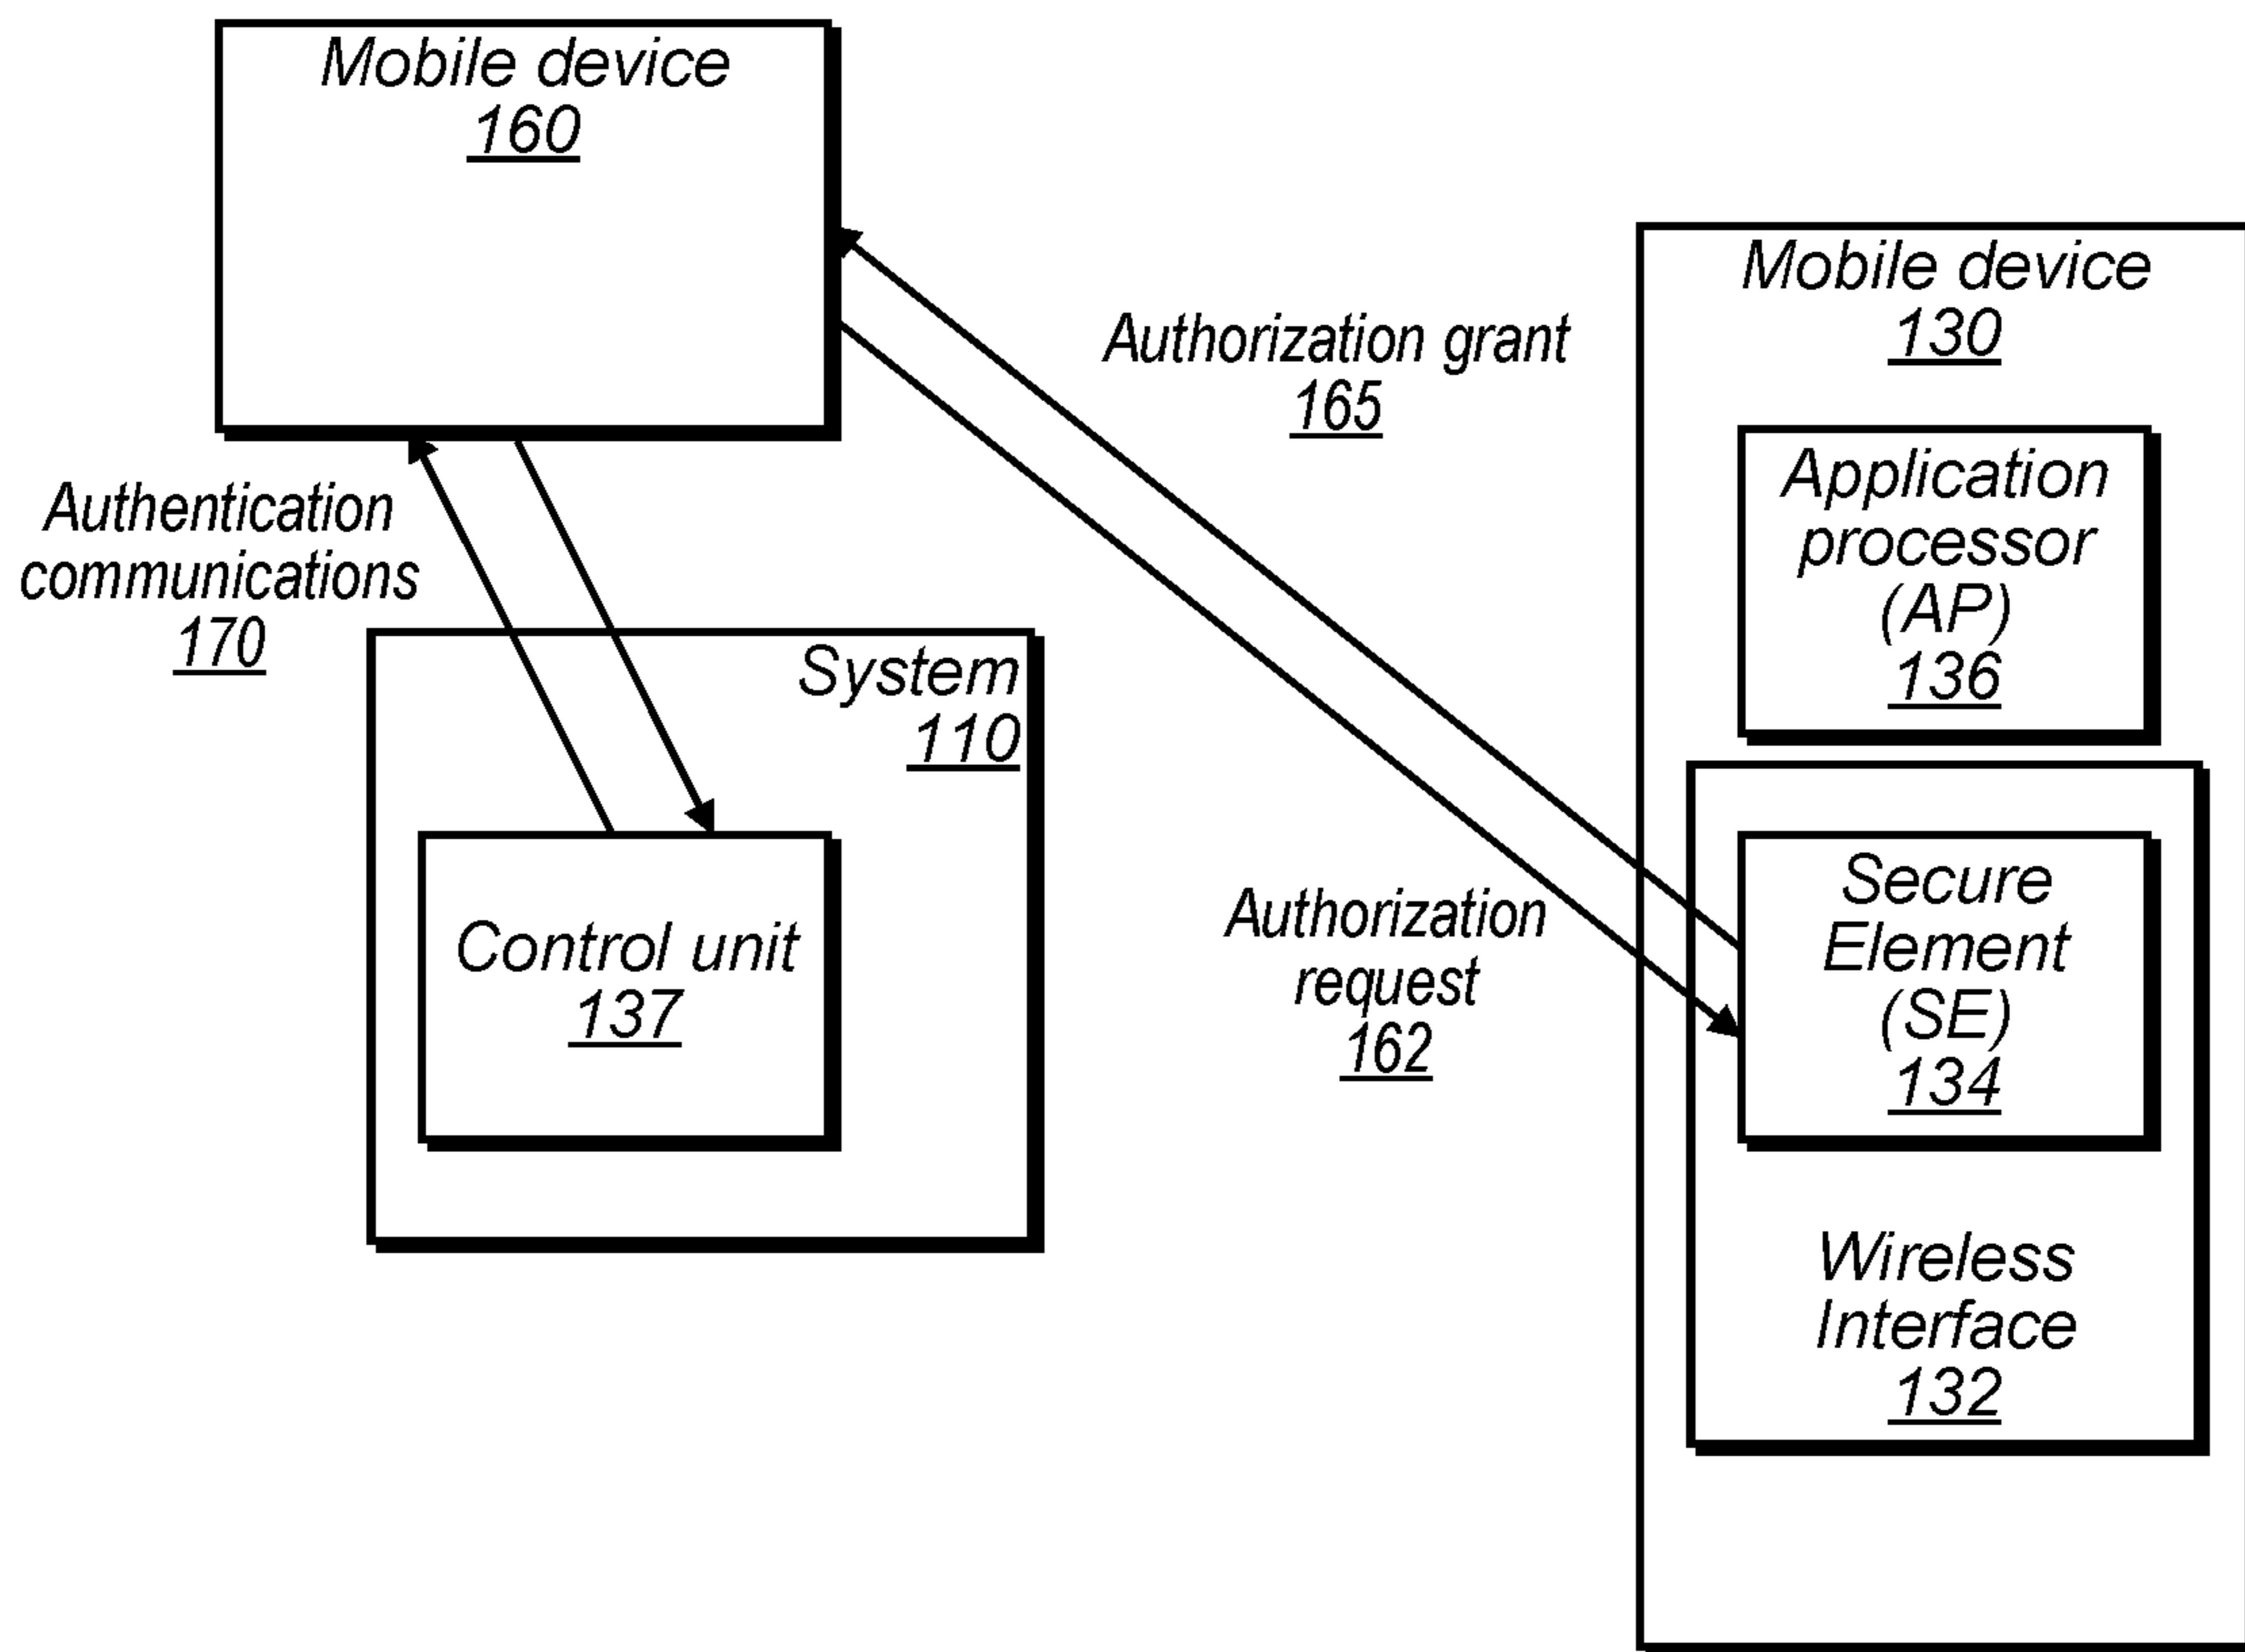 Mobile device
160
Authorization grant
165
Mobile device
130
Application
processor
(AP)
136
Authentication
communications
170
System
110
Control unit
137
Authorization
request
162
Secure
Element
(SE)
134
Wireless
Interface
132